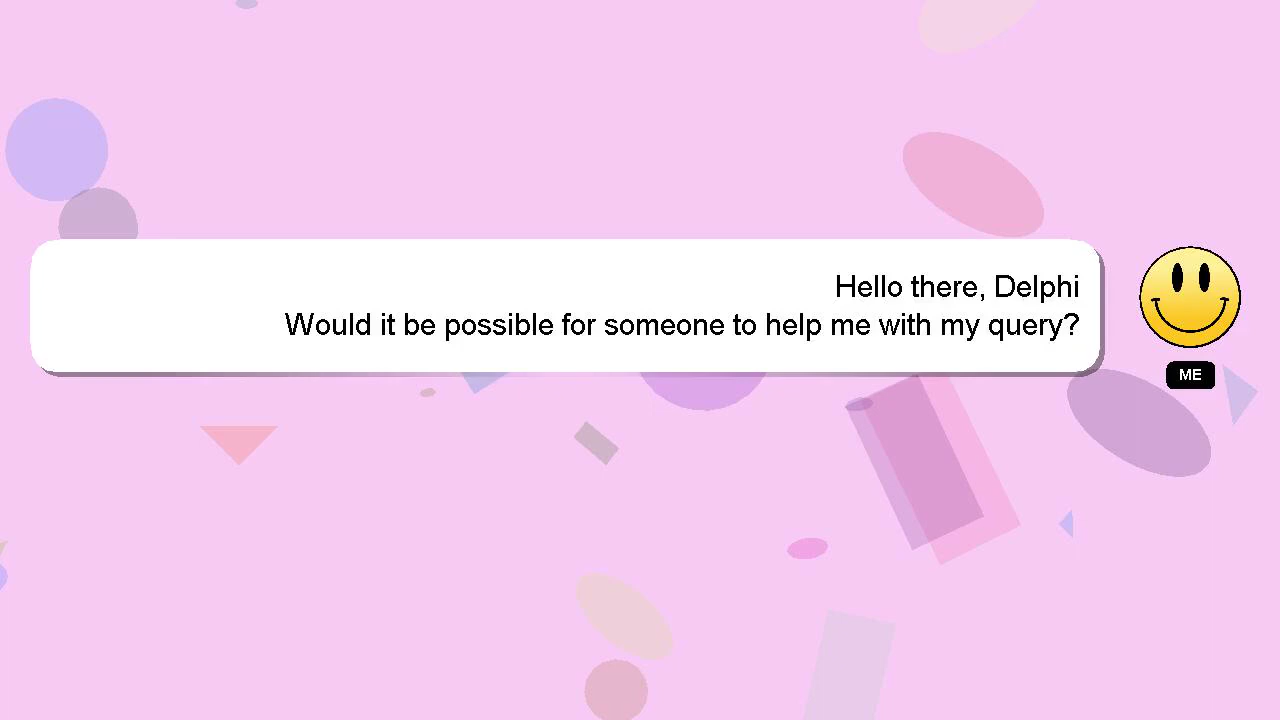 Hello there, Delphi
Would it be possible for someone to help me with my query?
ME